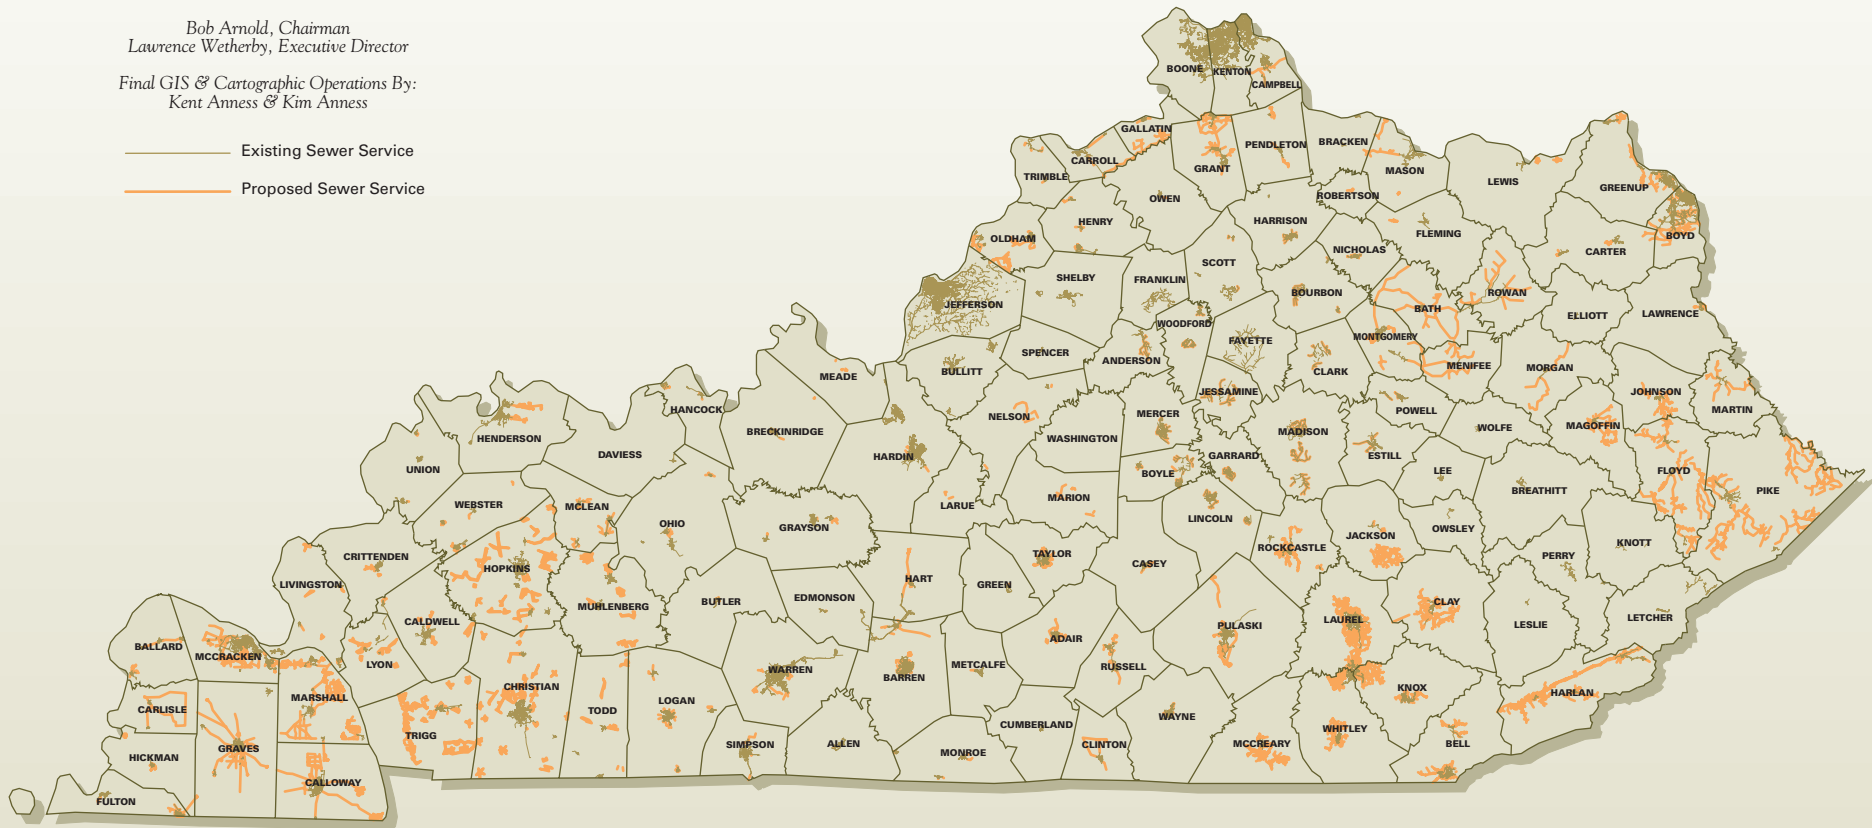 Bob Arnold, Chairman
Lawrence Wetherby, Executive Director
Final GIS & Cartographic Operations By:
Kent Anness & Kim Anness
Existing Sewer Service
Proposed Sewer Service
BOONE
KENTON
CAMPBELL
GALLATIN
CARROLL
TRIMBLE
GRANT
PENDLETON
BRACKEN
MASON
ROBERTSON
LEWIS
GREENUP
OWEN
HENRY
OLDHAM
HARRISON
FLEMING
NICHOLAS
CARTER
BOYD
SHELBY
FRANKLIN
SCOTT
BOURBON
JEFFERSON
WOODFORD
BATH
ROWAN
ELLIOTT
LAWRENCE
SPENCER
ANDERSON
FAYETTE
MONTGOMERY
BULLITT
CLARK
MENIFEE
MORGAN
MEADE
JESSAMINE
JOHNSON
MARTIN
HANCOCK
NELSON
MERCER
POWELL
BRECKINRIDGE
WASHINGTON
MADISON
WOLFE
MAGOFFIN
HENDERSON
DAVIESS
HARDIN
GARRARD
ESTILL
UNION
BOYLE
LEE
FLOYD
BREATHITT
PIKE
WEBSTER
MCLEAN
LARUE
MARION
LINCOLN
OHIO
GRAYSON
OWSLEY
JACKSON
KNOTT
CRITTENDEN
ROCKCASTLE
PERRY
HOPKINS
TAYLOR
CASEY
LIVINGSTON
HART
GREEN
MUHLENBERG
BUTLER
EDMONSON
CLAY
CALDWELL
PULASKI
LAUREL
LESLIE
LETCHER
BALLARD
MCCRACKEN
LYON
ADAIR
RUSSELL
WARREN
BARREN
METCALFE
CHRISTIAN
KNOX
HARLAN
MARSHALL
CARLISLE
TODD
LOGAN
WAYNE
CUMBERLAND
TRIGG
WHITLEY
GRAVES
SIMPSON
ALLEN
CLINTON
MCCREARY
BELL
HICKMAN
MONROE
CALLOWAY
FULTON